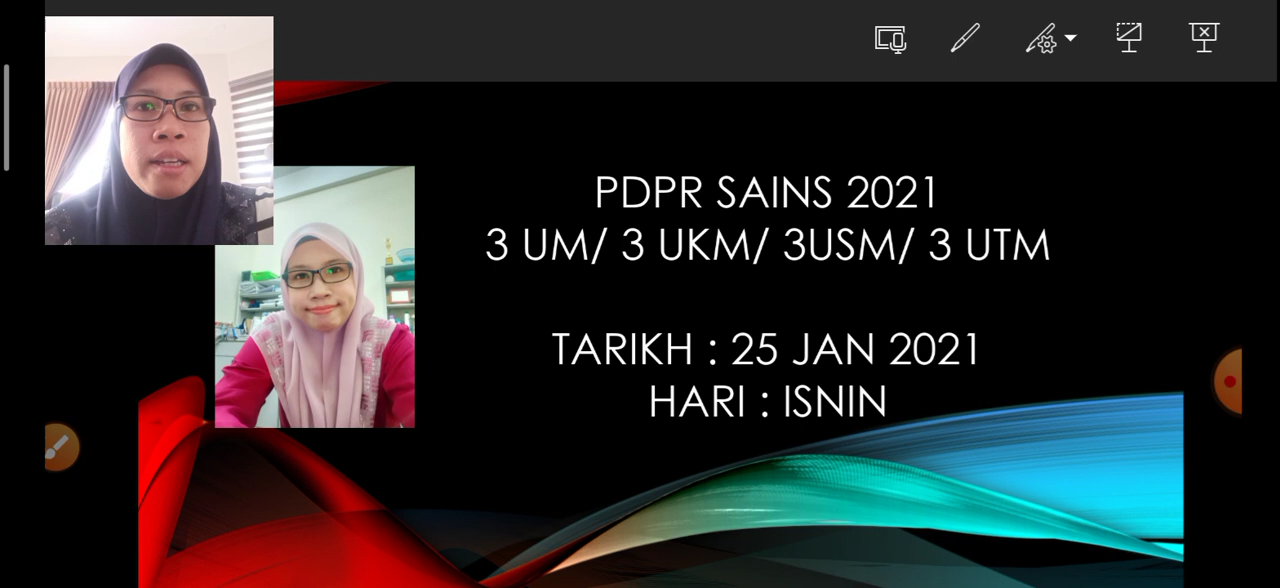 PDPR SAINS 2021
3 UM/ 3 UKM/ 3USM/ 3 UTM
TARIKH : 25 JAN 2021
HARI : ISNIN